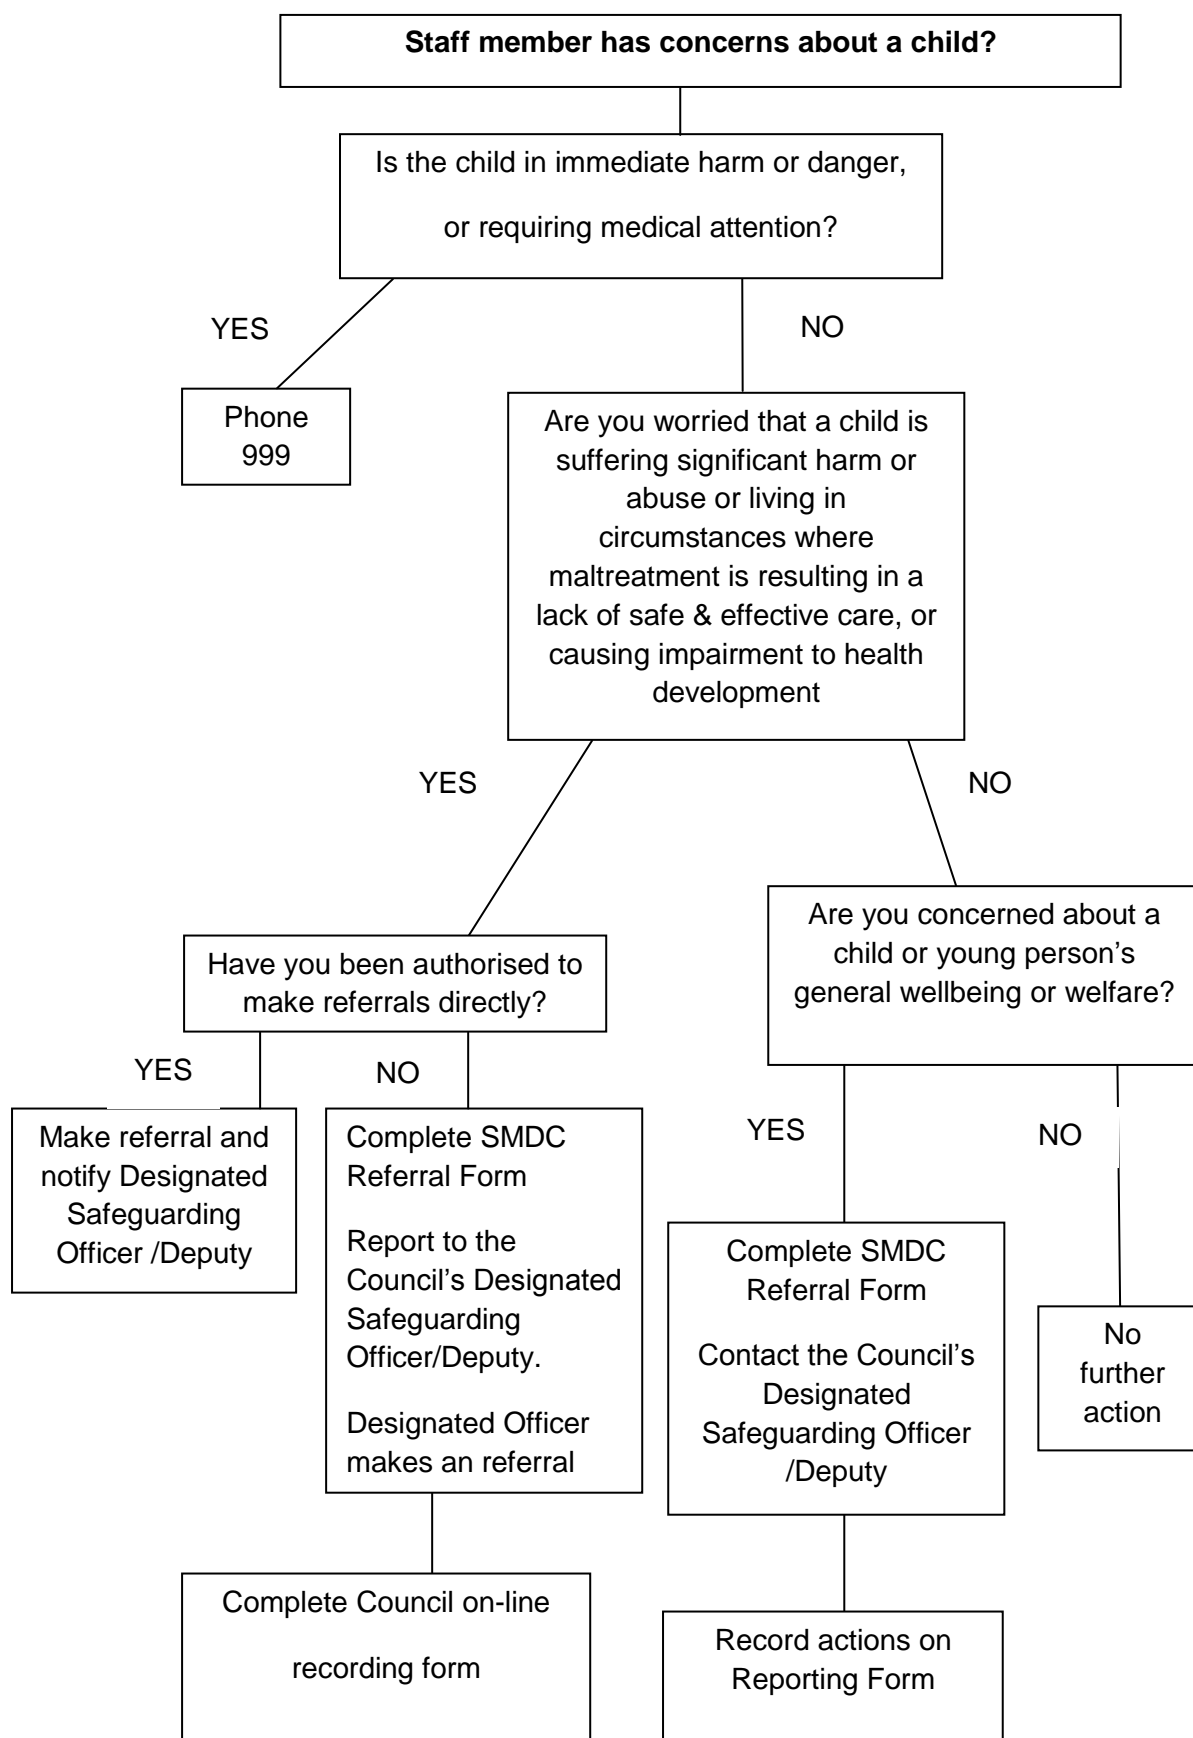 Staff member has concerns about a child?
Is the child in immediate harm or danger,
or requiring medical attention?
YES
NO
Phone
999
Are you worried that a child is
suffering significant harm or
abuse or living in
circumstances where
maltreatment is resulting in a
lack of safe & effective care, or
causing impairment to health
development
YES
NO
Have you been authorised to
make referrals directly?
Are you concerned about a
child or young person’s
general wellbeing or welfare?
YES
NO
YES
NO
Make referral and
notify Designated
Safeguarding
Officer /Deputy
Complete SMDC
Referral Form
Report to the
Council’s Designated
Safeguarding
Officer/Deputy.
Designated Officer
makes an referral
Complete SMDC
Referral Form
Contact the Council’s
Designated
Safeguarding Officer
/Deputy
No
further
action
Complete Council on-line
recording form
Record actions on
Reporting Form